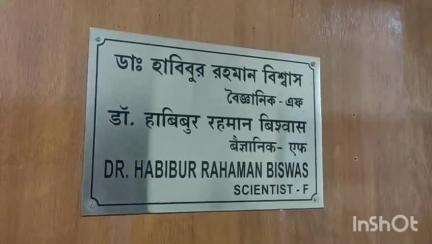 ডাঃ হাবিবুর রহমান বিশ্বাস
বৈজ্ঞানিক - এফ
डॉ. हाबिबुर रहमान बिश्वास
बैज्ञानिक- एफ
DR. HABIBUR RAHAMAN BISWAS
SCIENTIST - F
InShOt